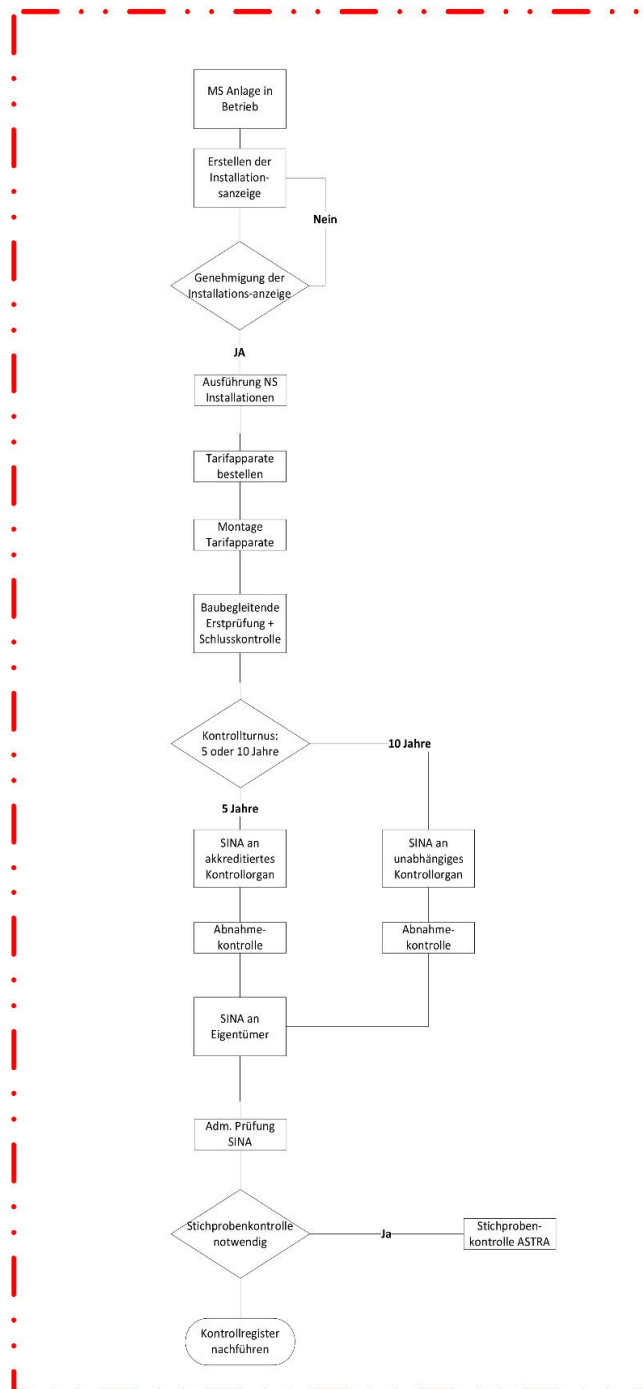 MS Anlage in
Betrieb
Erstellen der
Installation-
sanzeige
Nein
Genehmigung der
Installations-anzeige
JA
Ausführung NS
Installationen
Tarifapparate
bestellen
Montage
Tarifapparate
Baubegleitende
Erstprüfung +
Schlusskontrolle
Kontrollturnus:
5 oder 10 Jahre
10 Jahre
5 Jahre
SINA an
akkreditiertes
Kontrollorgan
SINA an
unabhängiges
Kontrollorgan
Abnahme-
kontrolle
Abnahme-
kontrolle
SINA an
Eigentümer
Adm. Prüfung
SINA
Stichprobenkontrolle
notwendig
Ja
Stichproben-
kontrolle ASTRA
Kontrollregister
nachführen